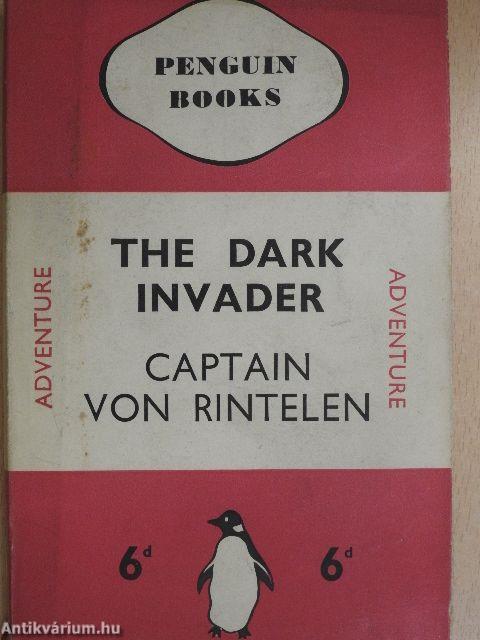 PENGUIN
BOOKS
THE DARK
INVADER
ADVENTURE
ADVENTURE
CAPTAIN
VON RINTELEN
6d
6d
Antikvárium.hu